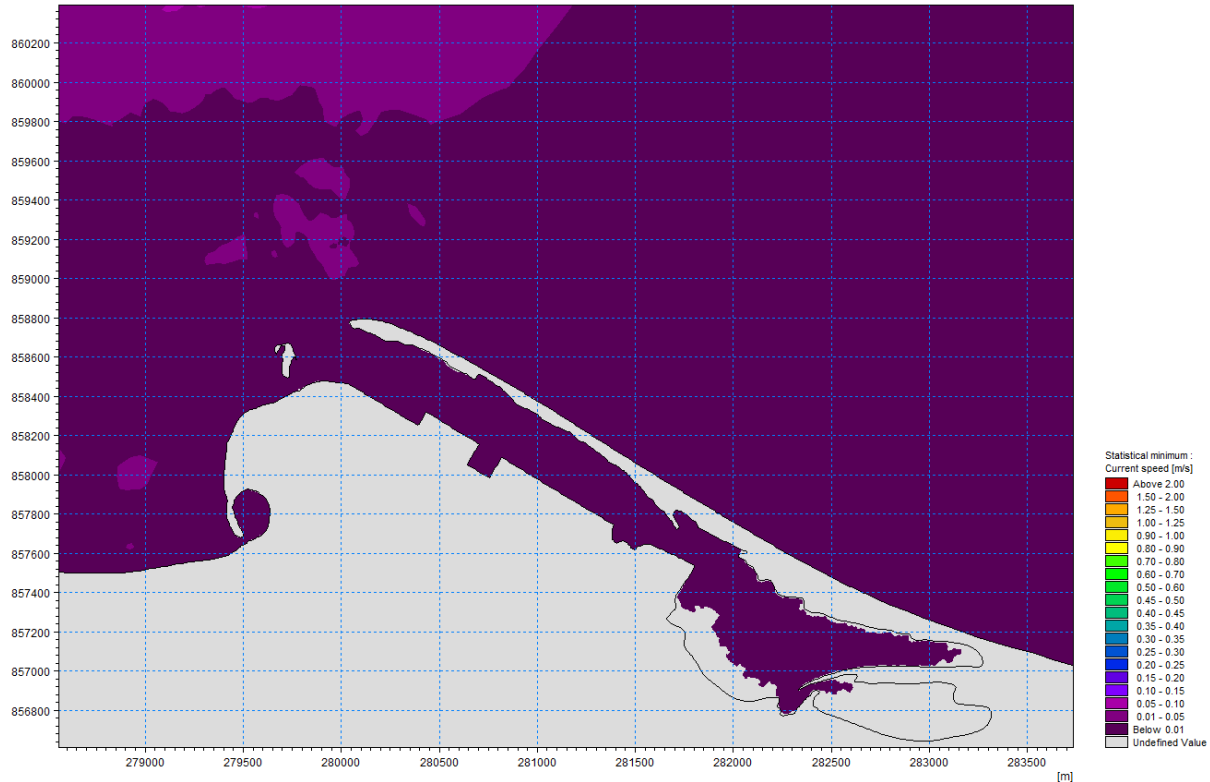 860200
860000
859800
859600
859400
859200
859000
858800
858600
858400
858200
858000
857800
857600
857400
857200
857000
856800
279000 279500 280000 280500 281000 281500 282000 282500 283000 283500
[m]
Statistical minimum :
Current speed [m/s]
Above 2.00
1.50 - 2.00
1.25 - 1.50
1.00 - 1.25
0.90 - 1.00
0.80 - 0.90
0.70 - 0.80
0.60 - 0.70
0.50 - 0.60
0.45 - 0.50
0.40 - 0.45
0.35 - 0.40
0.30 - 0.35
0.25 - 0.30
0.20 - 0.25
0.15 - 0.20
0.10 - 0.15
0.05 - 0.10
0.01 - 0.05
Below 0.01
Undefined Value